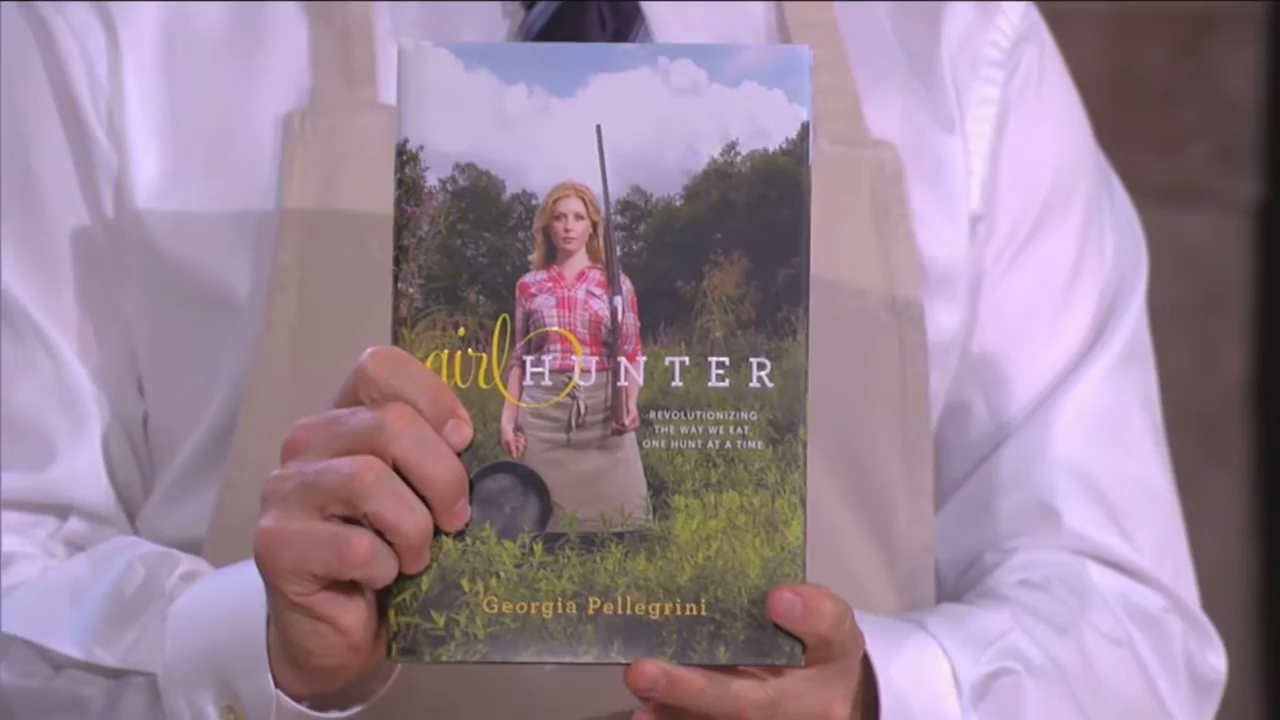 girl HUNTER
REVOLUTIONIZING
THE WAY WE EAT,
ONE HUNT AT A TIME
Georgia Pellegrini